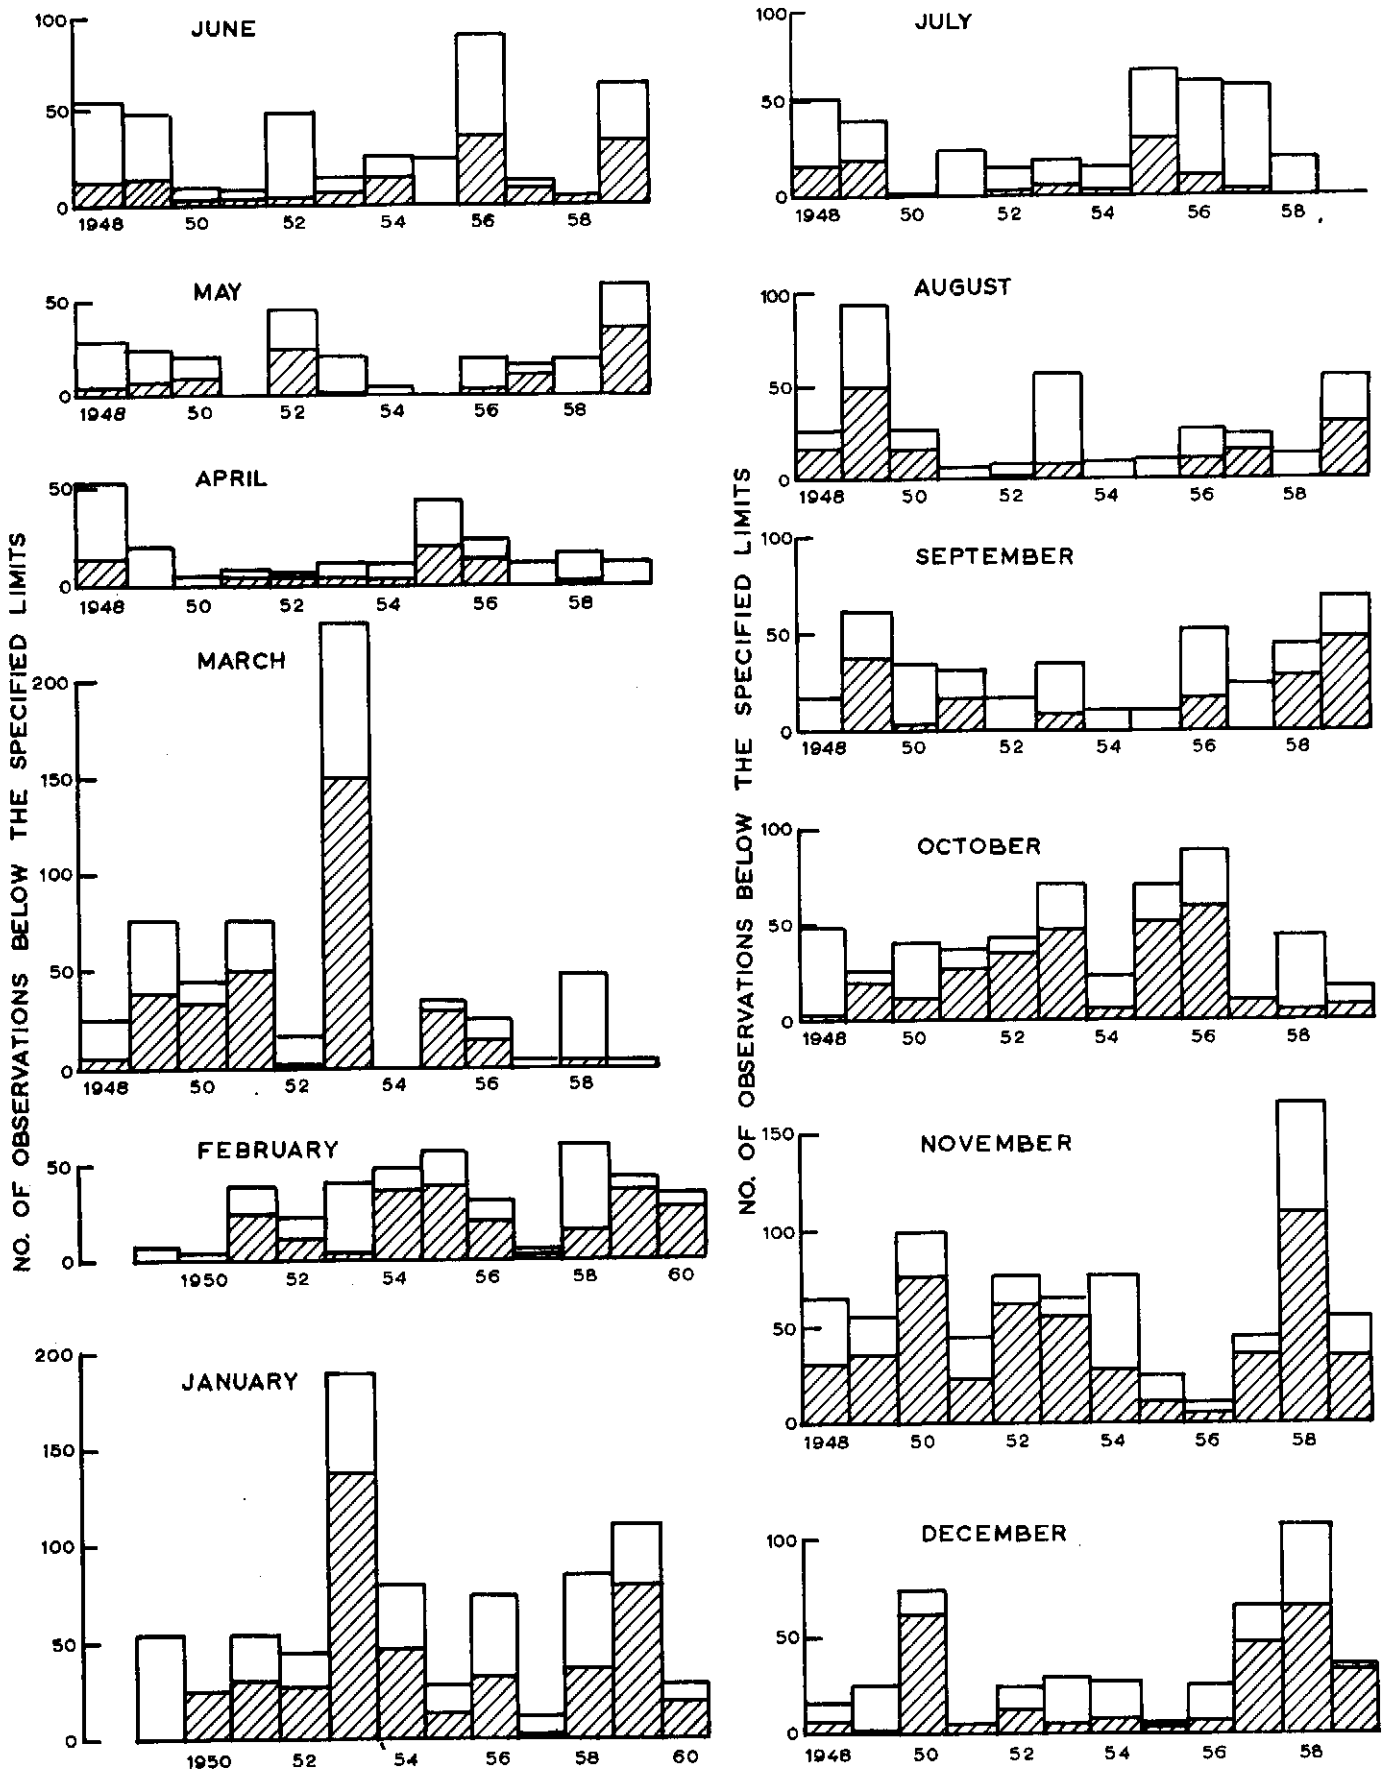 NO. OF OBSERVATIONS BELOW THE SPECIFIED LIMITS
JUNE
100
50
0
1948 50 52 54 56 58
MAY
50
0
1948 50 52 54 56 58
APRIL
50
0
1948 50 52 54 56 58
MARCH
200
150
100
50
0
1948 50 52 54 56 58
FEBRUARY
50
0
1950 52 54 56 58 60
JANUARY
200
150
100
50
0
1950 52 54 56 58 60
NO. OF OBSERVATIONS BELOW THE SPECIFIED LIMITS
JULY
100
50
0
1948 50 52 54 56 58
AUGUST
100
50
0
1948 50 52 54 56 58
SEPTEMBER
100
50
0
1948 50 52 54 56 58
OCTOBER
100
50
0
1948 50 52 54 56 58
NOVEMBER
150
100
50
0
1948 50 52 54 56 58
DECEMBER
100
50
0
1948 50 52 54 56 58